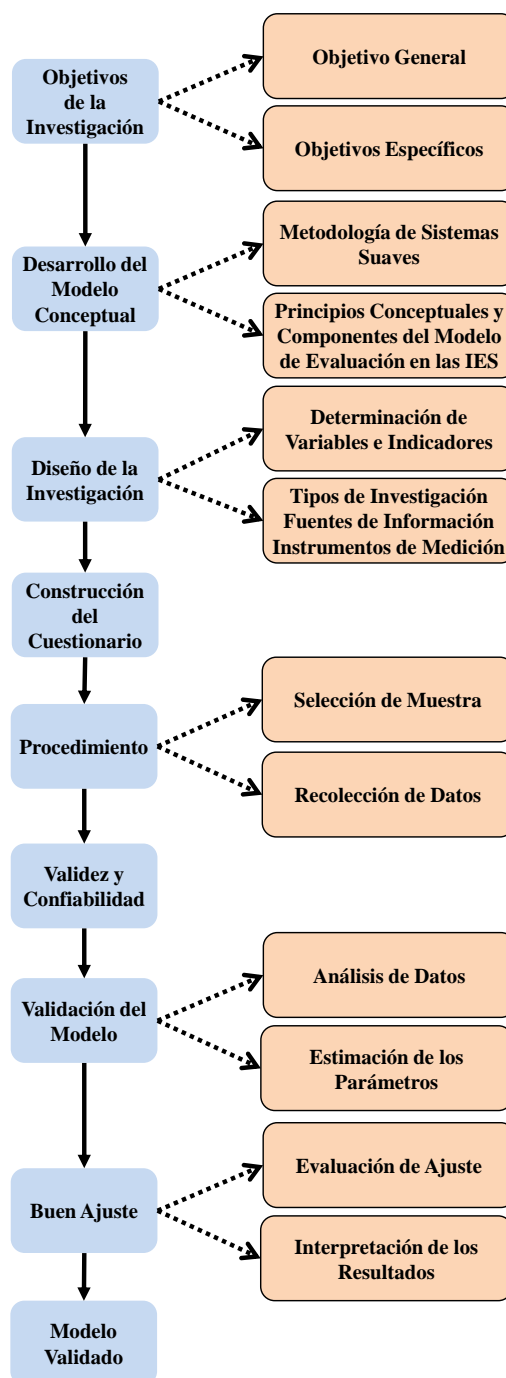 Objetivos
de la
Investigación
Objetivo General
Objetivos Específicos
Desarrollo del
Modelo
Conceptual
Metodología de Sistemas
Suaves
Principios Conceptuales y
Componentes del Modelo
de Evaluación en las IES
Diseño de la
Investigación
Determinación de
Variables e Indicadores
Tipos de Investigación
Fuentes de Información
Instrumentos de Medición
Construcción
del
Cuestionario
Procedimiento
Selección de Muestra
Recolección de Datos
Validez y
Confiabilidad
Validación del
Modelo
Análisis de Datos
Estimación de los
Parámetros
Buen Ajuste
Evaluación de Ajuste
Interpretación de los
Resultados
Modelo
Validado